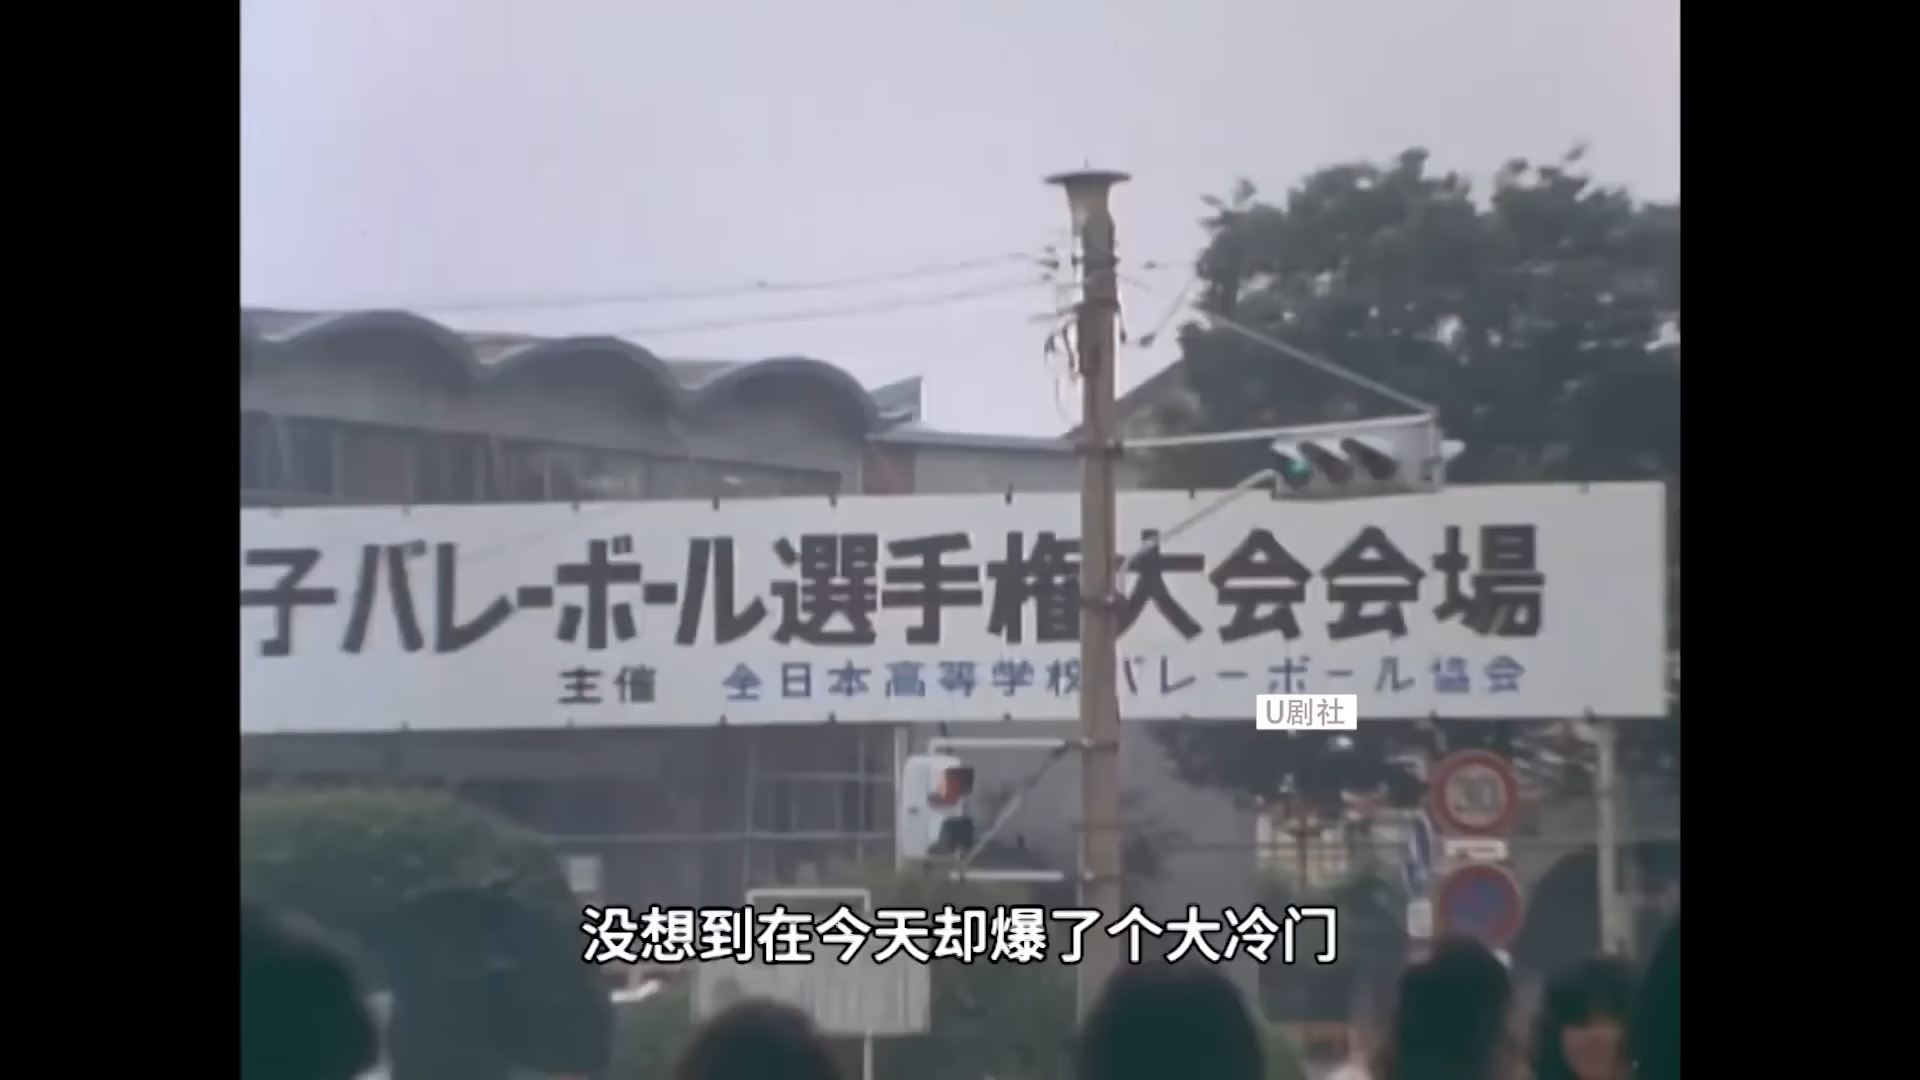 子バレーボール選手権大会会場
主催 全日本高等学校バレーボール協会
U剧社
30
没想到在今天却爆了个大冷门